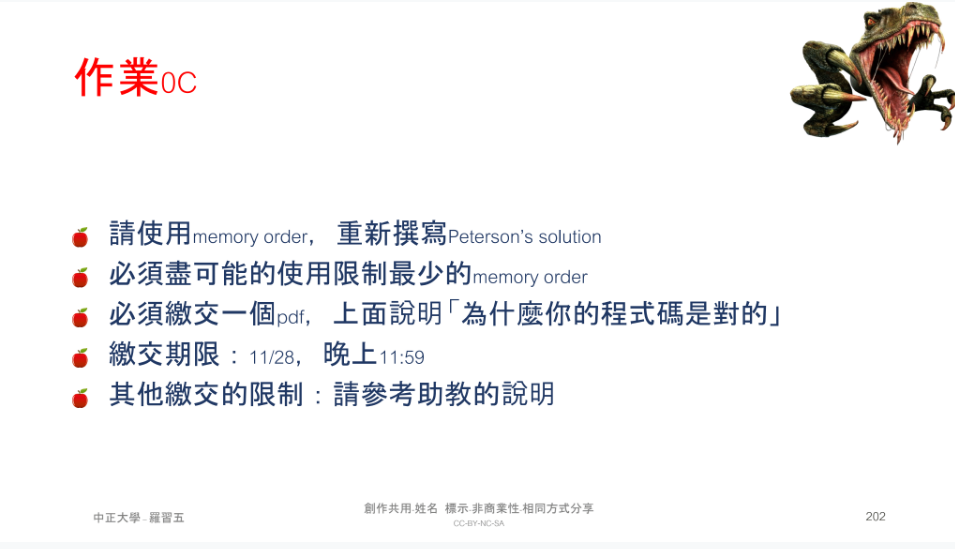 作業0C
請使用memory order, 重新撰寫Peterson's solution
必須盡可能的使用限制最少的memory order
必須繳交一個pdf, 上面說明「為什麼你的程式碼是對的」
繳交期限：11/28, 晚上11:59
其他繳交的限制：請參考助教的說明
中正大學 - 羅習五
創作共用-姓名 標示-非商業性-相同方式分享
CC-BY-NC-SA
202